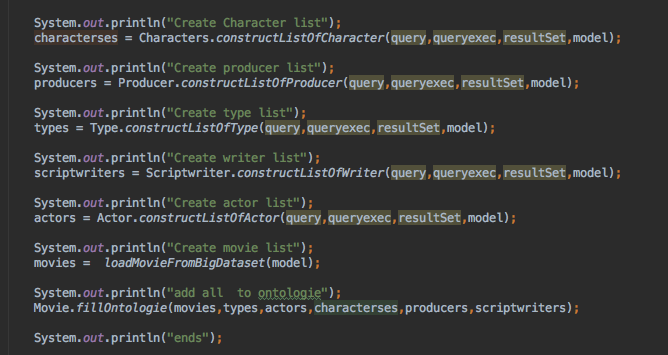 System.out.println("Create Character list");
characterses = Characters.constructListOfCharacter(query,queryexec,resultSet,model);
System.out.println("Create producer list");
producers = Producer.constructListOfProducer(query,queryexec,resultSet,model);
System.out.println("Create type list");
types = Type.constructListOfType(query,queryexec,resultSet,model);
System.out.println("Create writer list");
scriptwriters = Scriptwriter.constructListOfWriter(query,queryexec,resultSet,model);
System.out.println("Create actor list");
actors = Actor.constructListOfActor(query,queryexec,resultSet,model);
System.out.println("Create movie list");
movies =  loadMovieFromBigDataset(model);
System.out.println("add all  to ontologie");
Movie.fillOntologie(movies,types,actors,characterses,producers,scriptwriters);
System.out.println("ends");